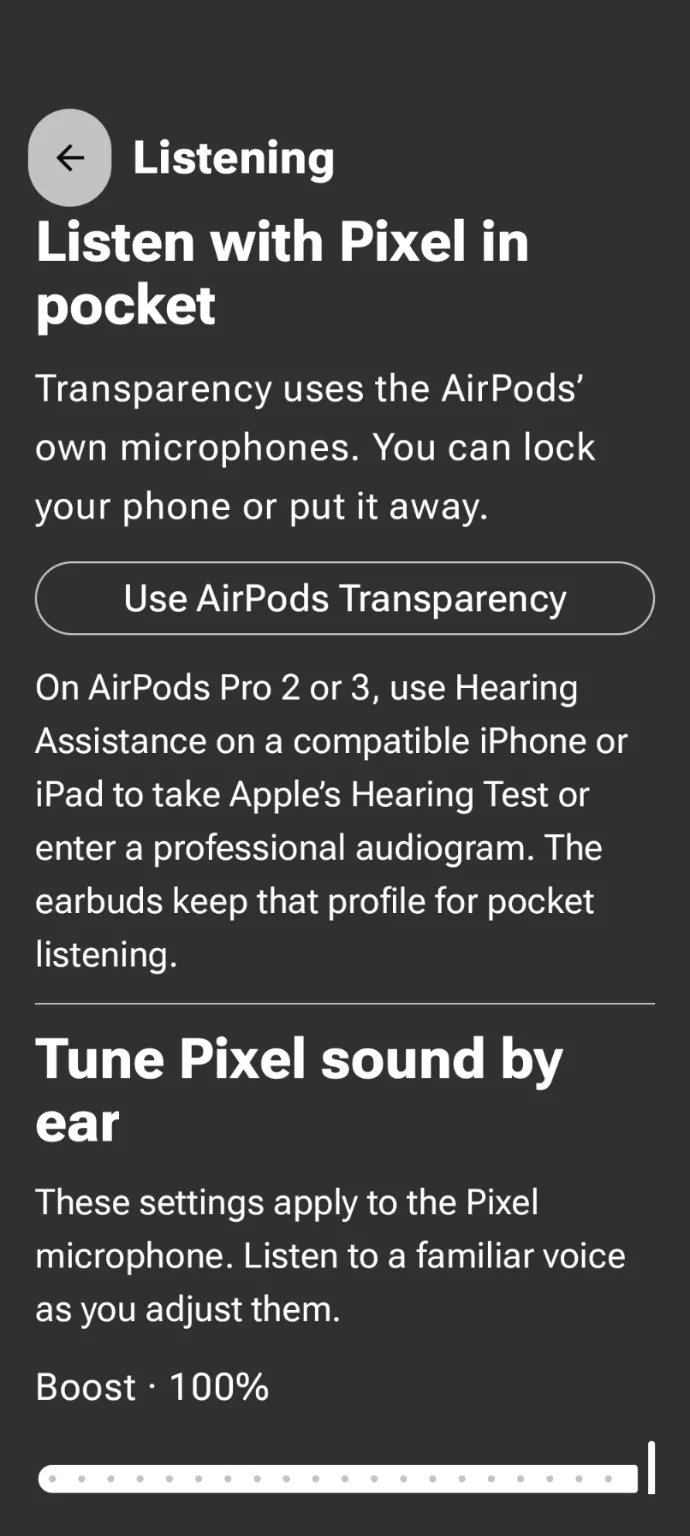 Listening
Listen with Pixel in
pocket
Transparency uses the AirPods’
own microphones. You can lock
your phone or put it away.
Use AirPods Transparency
On AirPods Pro 2 or 3, use Hearing
Assistance on a compatible iPhone or
iPad to take Apple’s Hearing Test or
enter a professional audiogram. The
earbuds keep that profile for pocket
listening.
Tune Pixel sound by
ear
These settings apply to the Pixel
microphone. Listen to a familiar voice
as you adjust them.
Boost · 100%